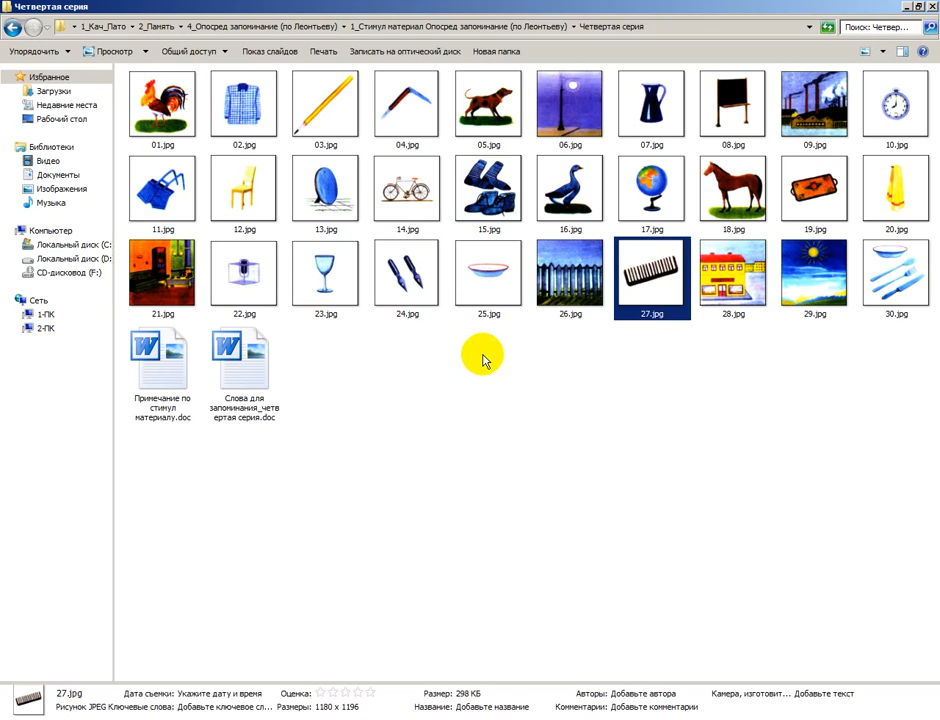 Четвертая серия
1_Кач_Пато 2_Память 4_Опосред запоминание (по Леонтьеву) 1_Стинул материал Опосред запоминание (по Леонтьеву) Четвертая серия Поиск: Четвер...
Упорядочить Просмотр Общий доступ Показ слайдов Печать Записать на оптический диск Новая папка
Избранное
Загрузки
Недавние места
Рабочий стол
Библиотеки
Видео
Документы
Изображения
Музыка
Компьютер
Локальный диск (C:
Локальный диск (D:
CD-дисковод (F:)
Сеть
1-ПК
2-ПК
01.jpg 02.jpg 03.jpg 04.jpg 05.jpg 06.jpg 07.jpg 08.jpg 09.jpg 10.jpg
11.jpg 12.jpg 13.jpg 14.jpg 15.jpg 16.jpg 17.jpg 18.jpg 19.jpg 20.jpg
21.jpg 22.jpg 23.jpg 24.jpg 25.jpg 26.jpg 27.jpg 28.jpg 29.jpg 30.jpg
Примечание по
стимул
материалу.doc
Слова для
запоминания_четв
ертая серия.doc
27.jpg Дата съемки: Укажите дату и время Оценка: Размер: 298 КБ Авторы: Добавьте автора Камера, изготовит... Добавьте текст
Рисунок JPEG Ключевые слова: Добавьте ключевое сл... Размеры: 1180 x 1196 Название: Добавьте название Комментарии: Добавьте комментарии